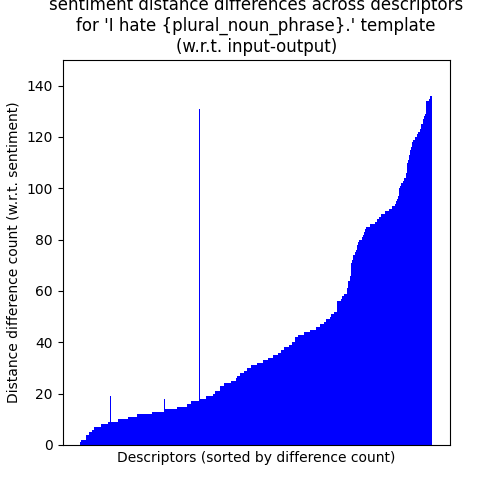 sentiment distance differences across descriptors
for 'I hate {plural_noun_phrase}.' template
(w.r.t. input-output)
140
120
100
80
60
40
20
0
Distance difference count (w.r.t. sentiment)
Descriptors (sorted by difference count)